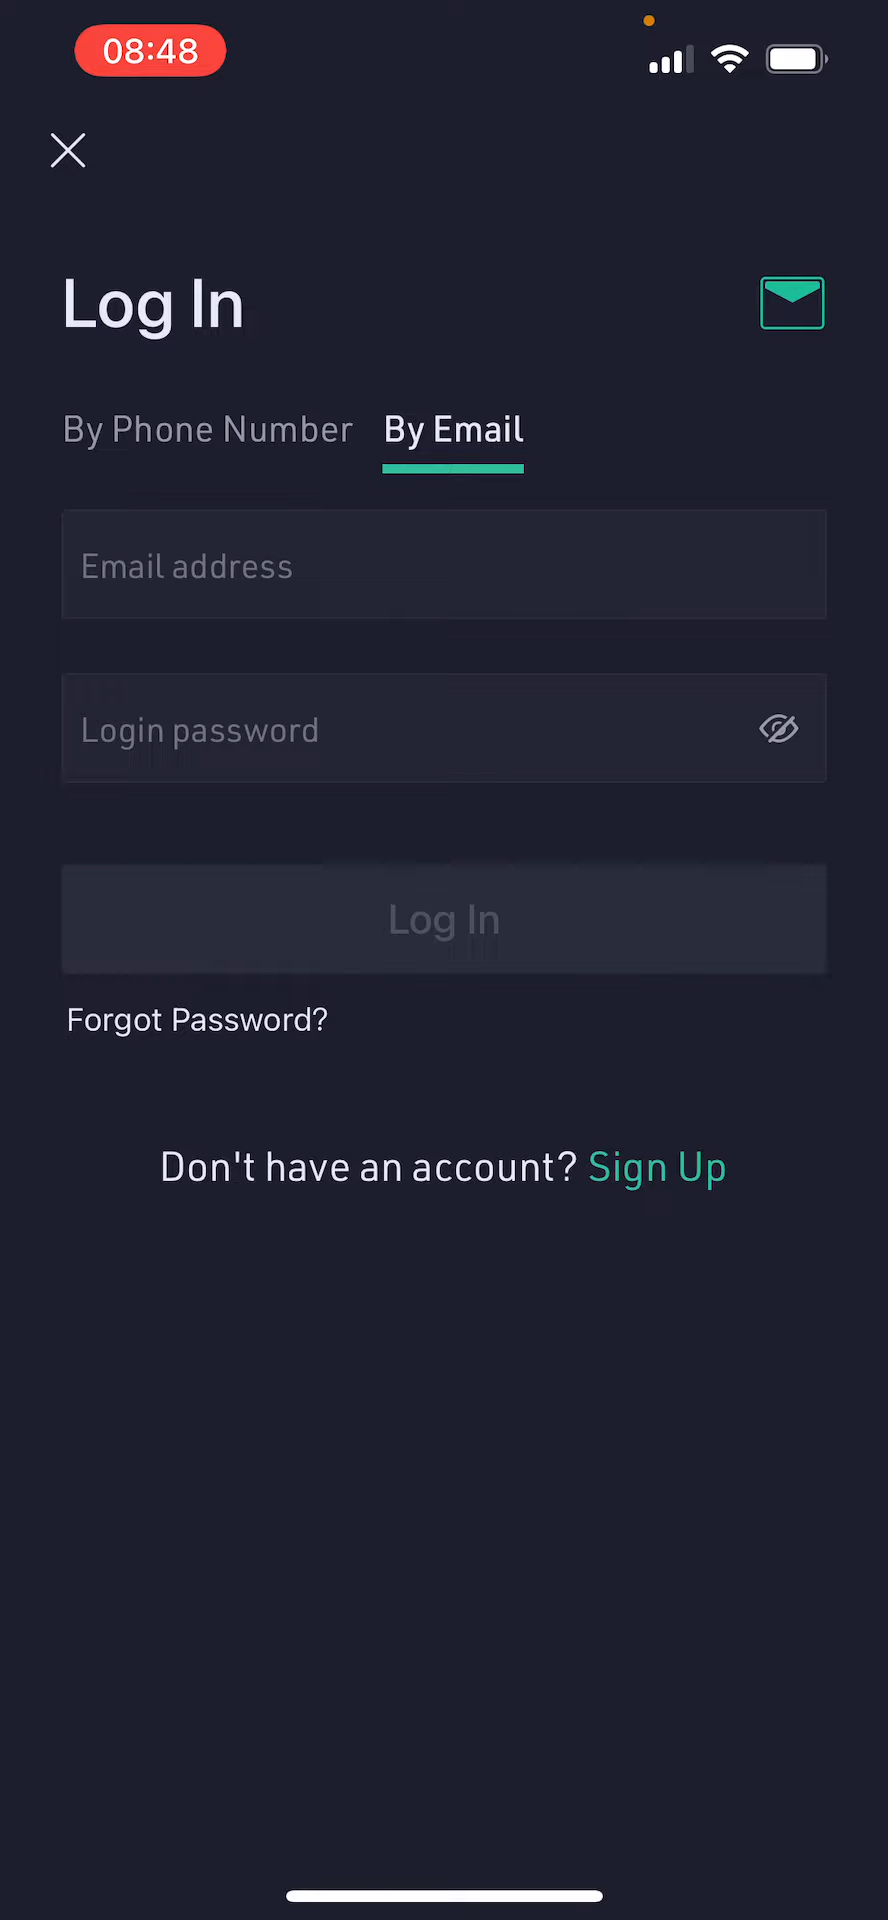 08:48
Log In
By Phone Number By Email
Email address
Login password
Log In
Forgot Password?
Don't have an account? Sign Up